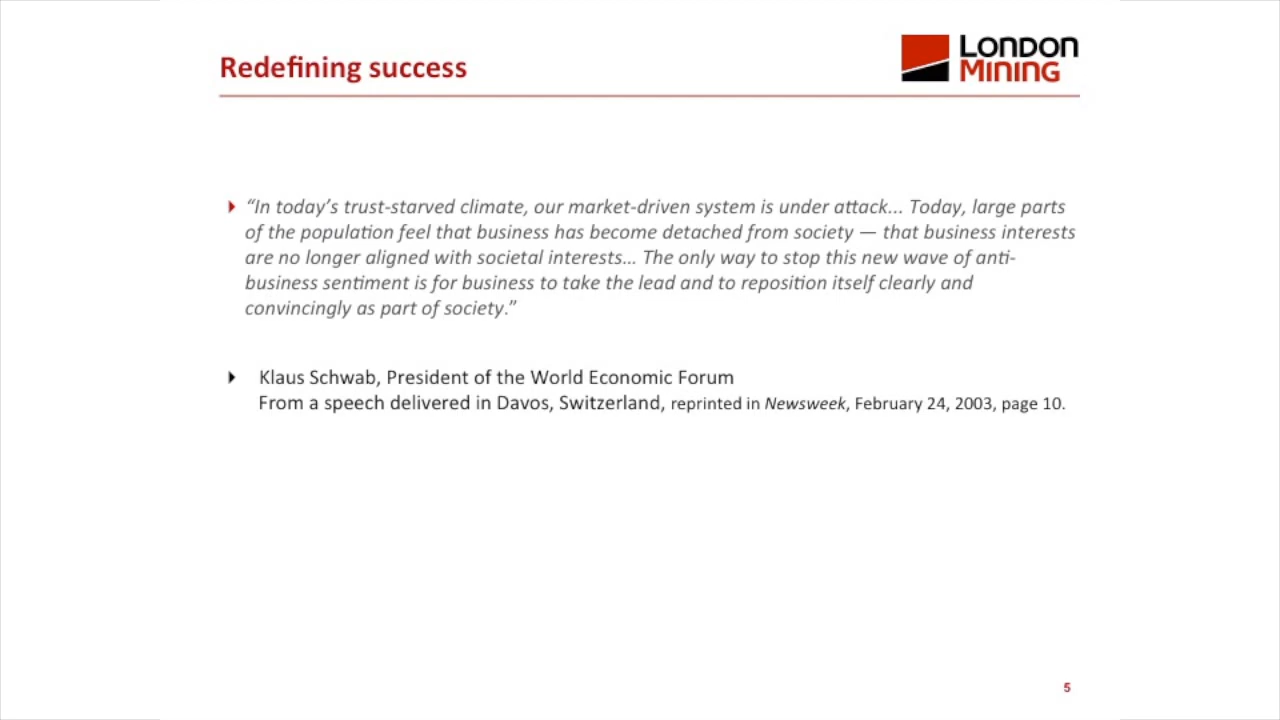 Redefining success
LONDON
MINING
“In today’s trust-starved climate, our market-driven system is under attack... Today, large parts
of the population feel that business has become detached from society — that business interests
are no longer aligned with societal interests... The only way to stop this new wave of anti-
business sentiment is for business to take the lead and to reposition itself clearly and
convincingly as part of society.”
Klaus Schwab, President of the World Economic Forum
From a speech delivered in Davos, Switzerland, reprinted in Newsweek, February 24, 2003, page 10.
5